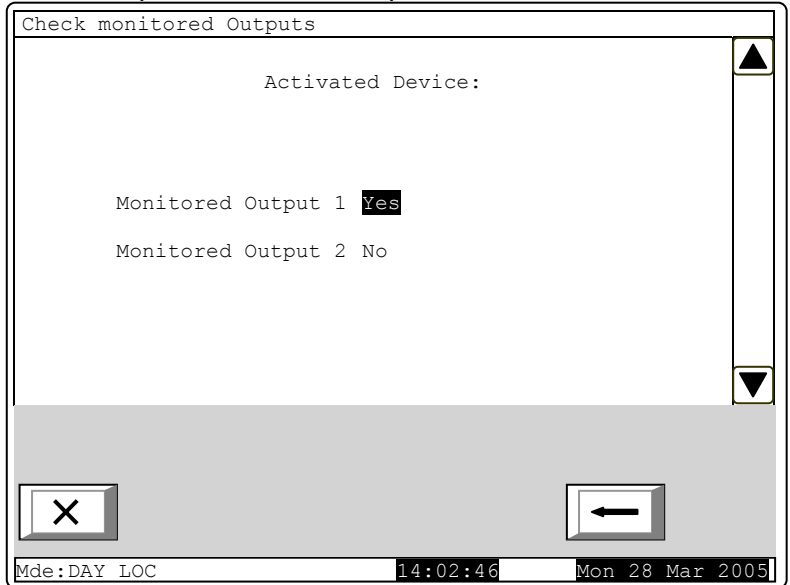 Check monitored Outputs
Activated Device:
Monitored Output 1 Yes
Monitored Output 2 No
Mde:DAY LOC 14:02:46 Mon 28 Mar 2005